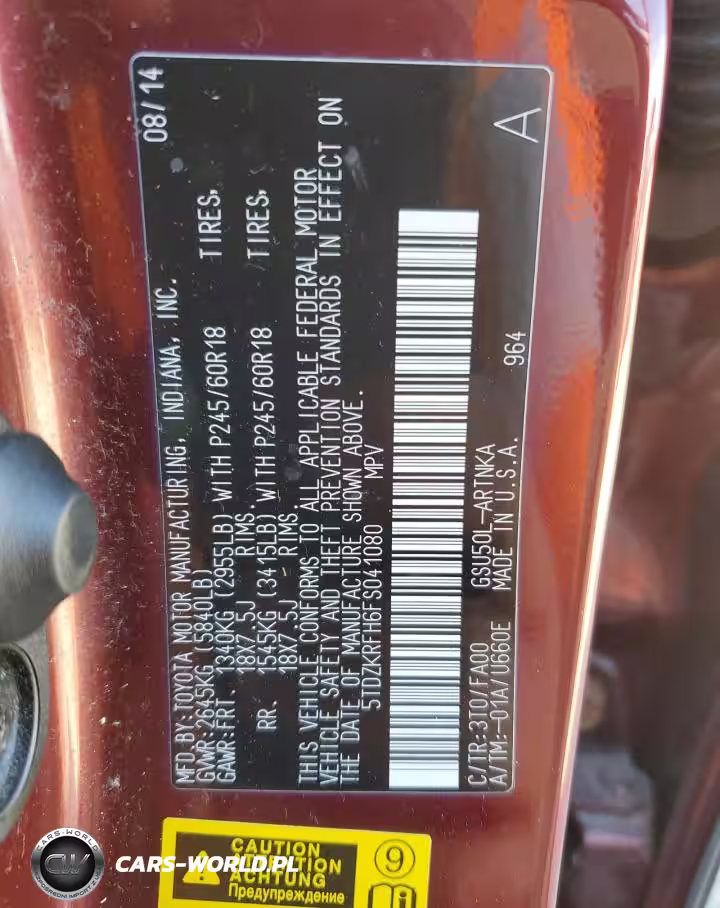 MFD.BY:TOYOTA MOTOR MANUFACTURING, INDIANA, INC. 08/14
GVWR:2645KG (5840LB)
GAWR:FRT. 1340KG (2955LB) WITH P245/60R18 TIRES,
18X7.5J RIMS.
RR. 1545KG (3415LB) WITH P245/60R18 TIRES,
18X7.5J RIMS
THIS VEHICLE CONFORMS TO ALL APPLICABLE FEDERAL MOTOR
VEHICLE SAFETY AND THEFT PREVENTION STANDARDS IN EFFECT ON
THE DATE OF MANUFACTURE SHOWN ABOVE.
5TDZKRFH6FS041080 MPV
C/TR:3T0/FA00 GSU50L-ARTNKA
A/TM:-01A/U660E MADE IN U.S.A. 964 A
CAUTION
ACHTUNG
Предупреждение
9
CARS-WORLD
CW
CARS-WORLD.PL